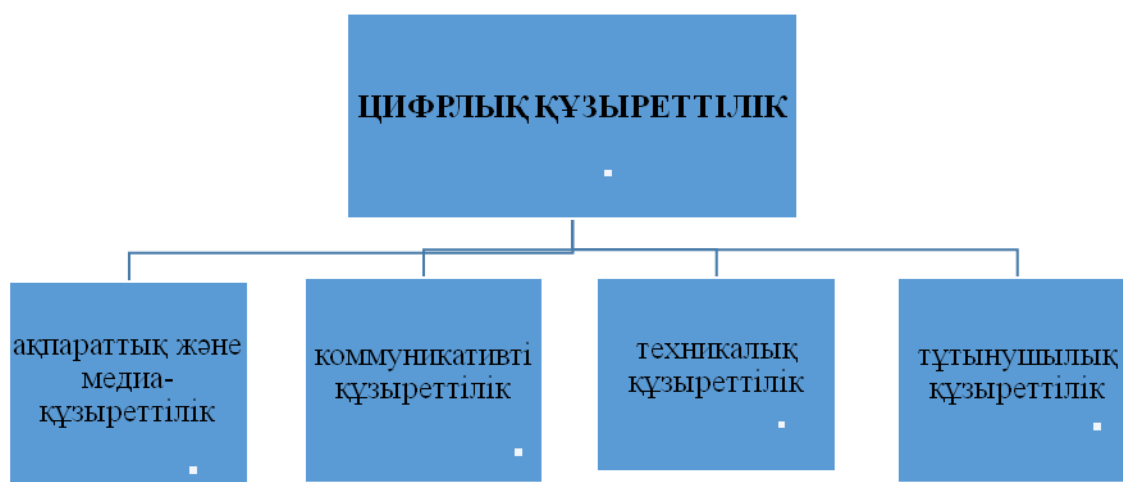 ЦИФРЛЫҚ ҚҰЗЫРЕТТІЛІК
ақпараттық және
медиа-
құзыреттілік
коммуникативті
құзыреттілік
техникалық
құзыреттілік
тұтынушылық
құзыреттілік